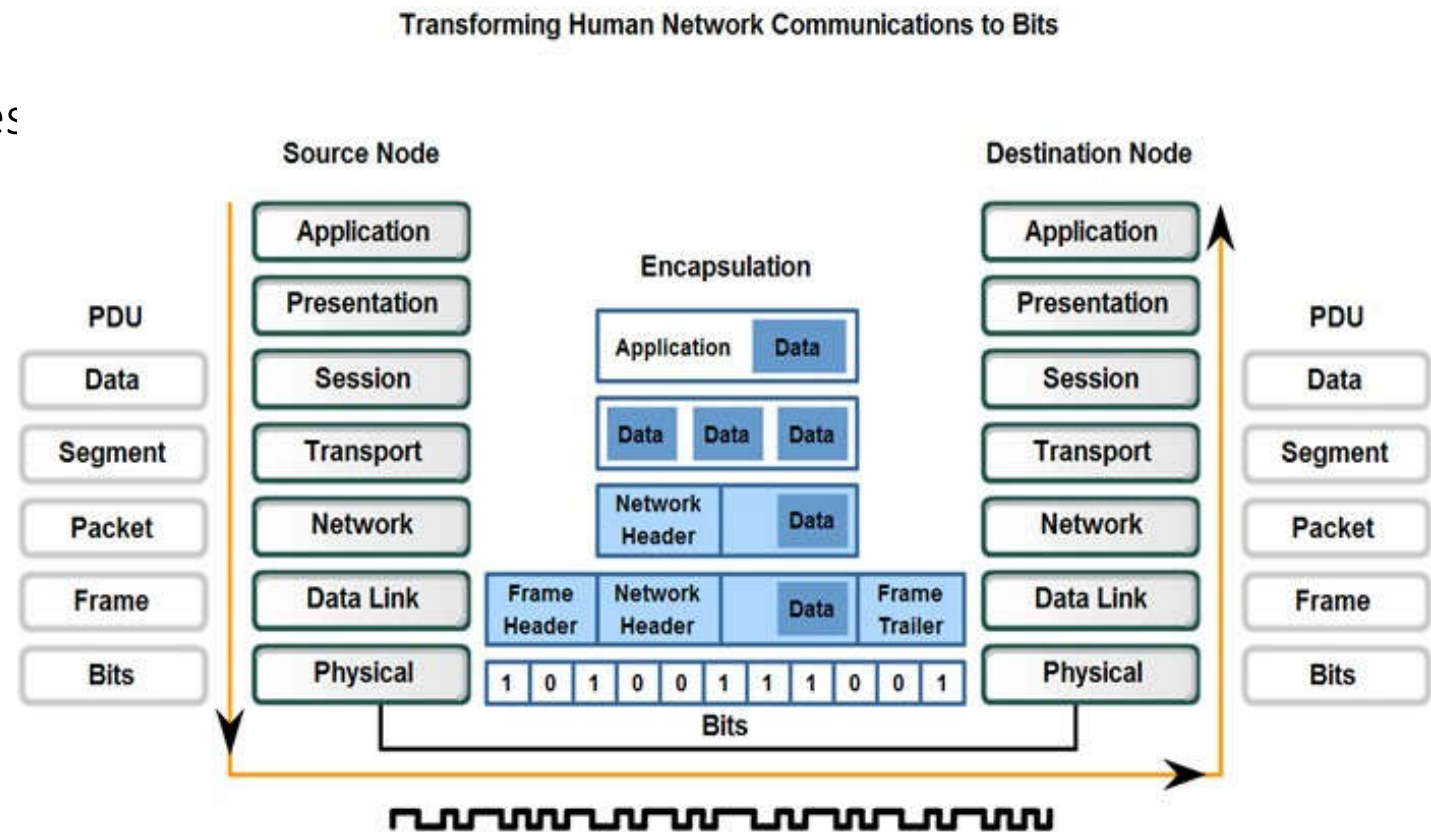 Transforming Human Network Communications to Bits
es
Source Node
Destination Node
Application
Presentation
Session
Transport
Network
Data Link
Physical
PDU
Data
Segment
Packet
Frame
Bits
Encapsulation
Application Data
Data Data Data
Network
Header
Data
Frame
Header
Network
Header
Data
Frame
Trailer
1 0 1 0 0 1 1 1 0 0 1
Bits
Application
Presentation
Session
Transport
Network
Data Link
Physical
PDU
Data
Segment
Packet
Frame
Bits